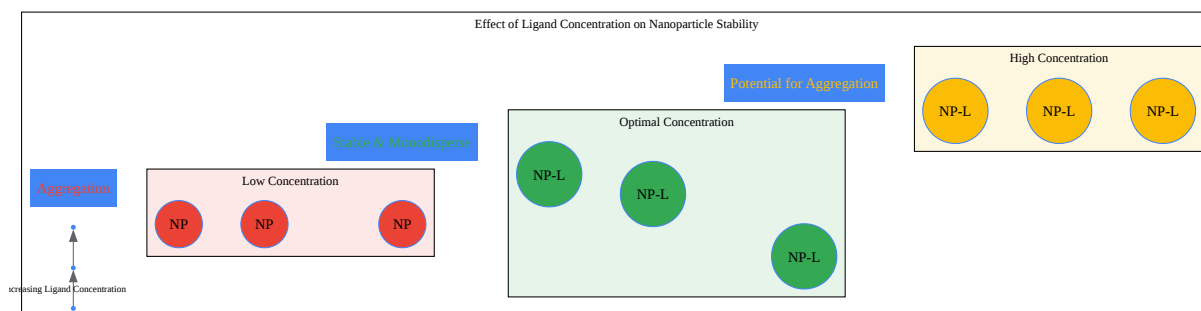 Effect of Ligand Concentration on Nanoparticle Stability
High Concentration
NP-L
NP-L
NP-L
Potential for Aggregation
Optimal Concentration
NP-L
NP-L
NP-L
Stable & Monodisperse
Low Concentration
NP
NP
NP
Aggregation
creasing Ligand Concentration